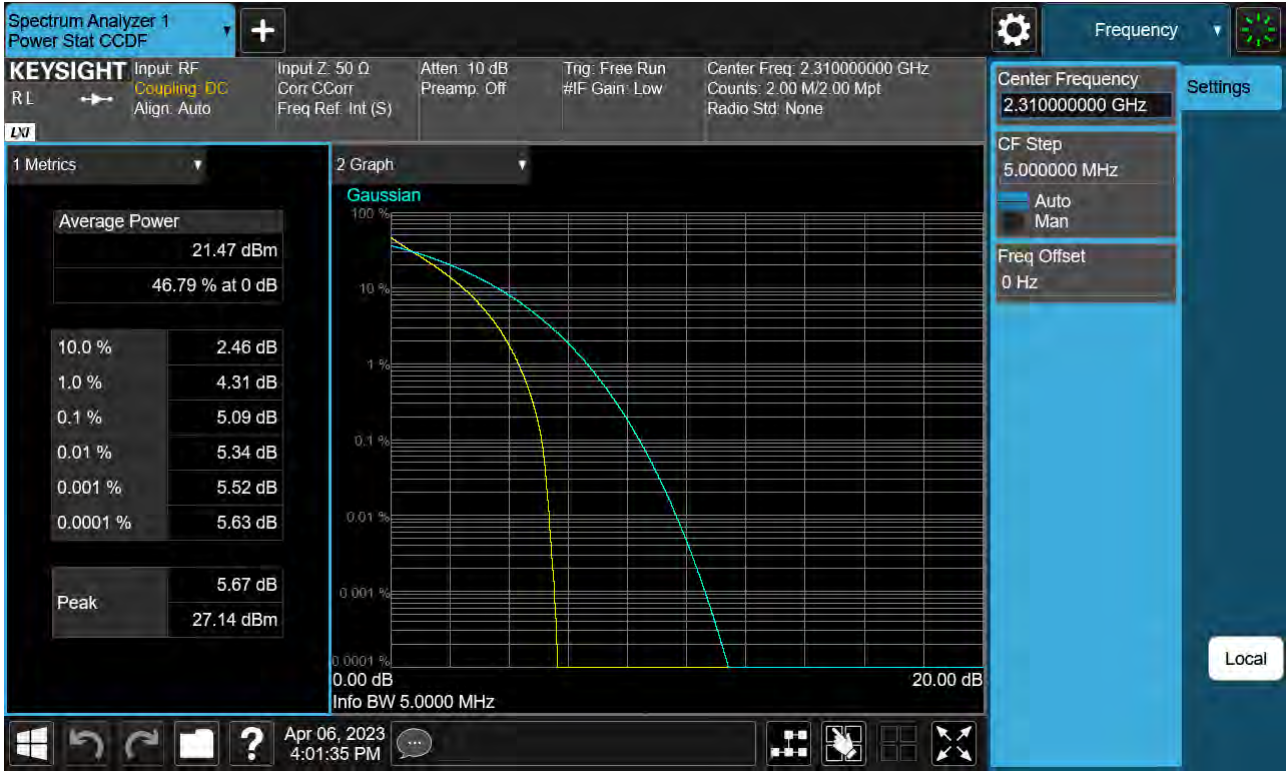 Spectrum Analyzer 1
Power Stat CCDF
Frequency
KEYSIGHT
Input: RF
Coupling: DC
Align: Auto
Input Z: 50 Ω
Corr CCorr
Freq Ref: Int (S)
Atten: 10 dB
Preamp: Off
Trig: Free Run
#IF Gain: Low
Center Freq: 2.310000000 GHz
Counts: 2.00 M/2.00 Mpt
Radio Std: None
R L
LXI
Center Frequency
2.310000000 GHz
Settings
CF Step
5.000000 MHz
Auto
Man
Freq Offset
0 Hz
1 Metrics
Average Power
21.47 dBm
46.79 % at 0 dB
10.0 % 2.46 dB
1.0 % 4.31 dB
0.1 % 5.09 dB
0.01 % 5.34 dB
0.001 % 5.52 dB
0.0001 % 5.63 dB
Peak
5.67 dB
27.14 dBm
2 Graph
Gaussian
100 %
10 %
1 %
0.1 %
0.01 %
0.001 %
0.0001 %
0.00 dB 20.00 dB
Info BW 5.0000 MHz
Local
Apr 06, 2023
4:01:35 PM